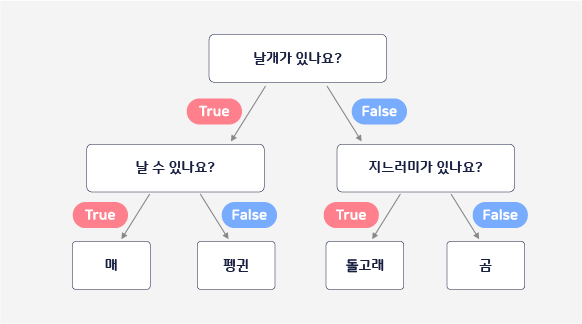 날개가 있나요?
True
False
날 수 있나요?
지느러미가 있나요?
True
False
True
False
매
펭귄
돌고래
곰